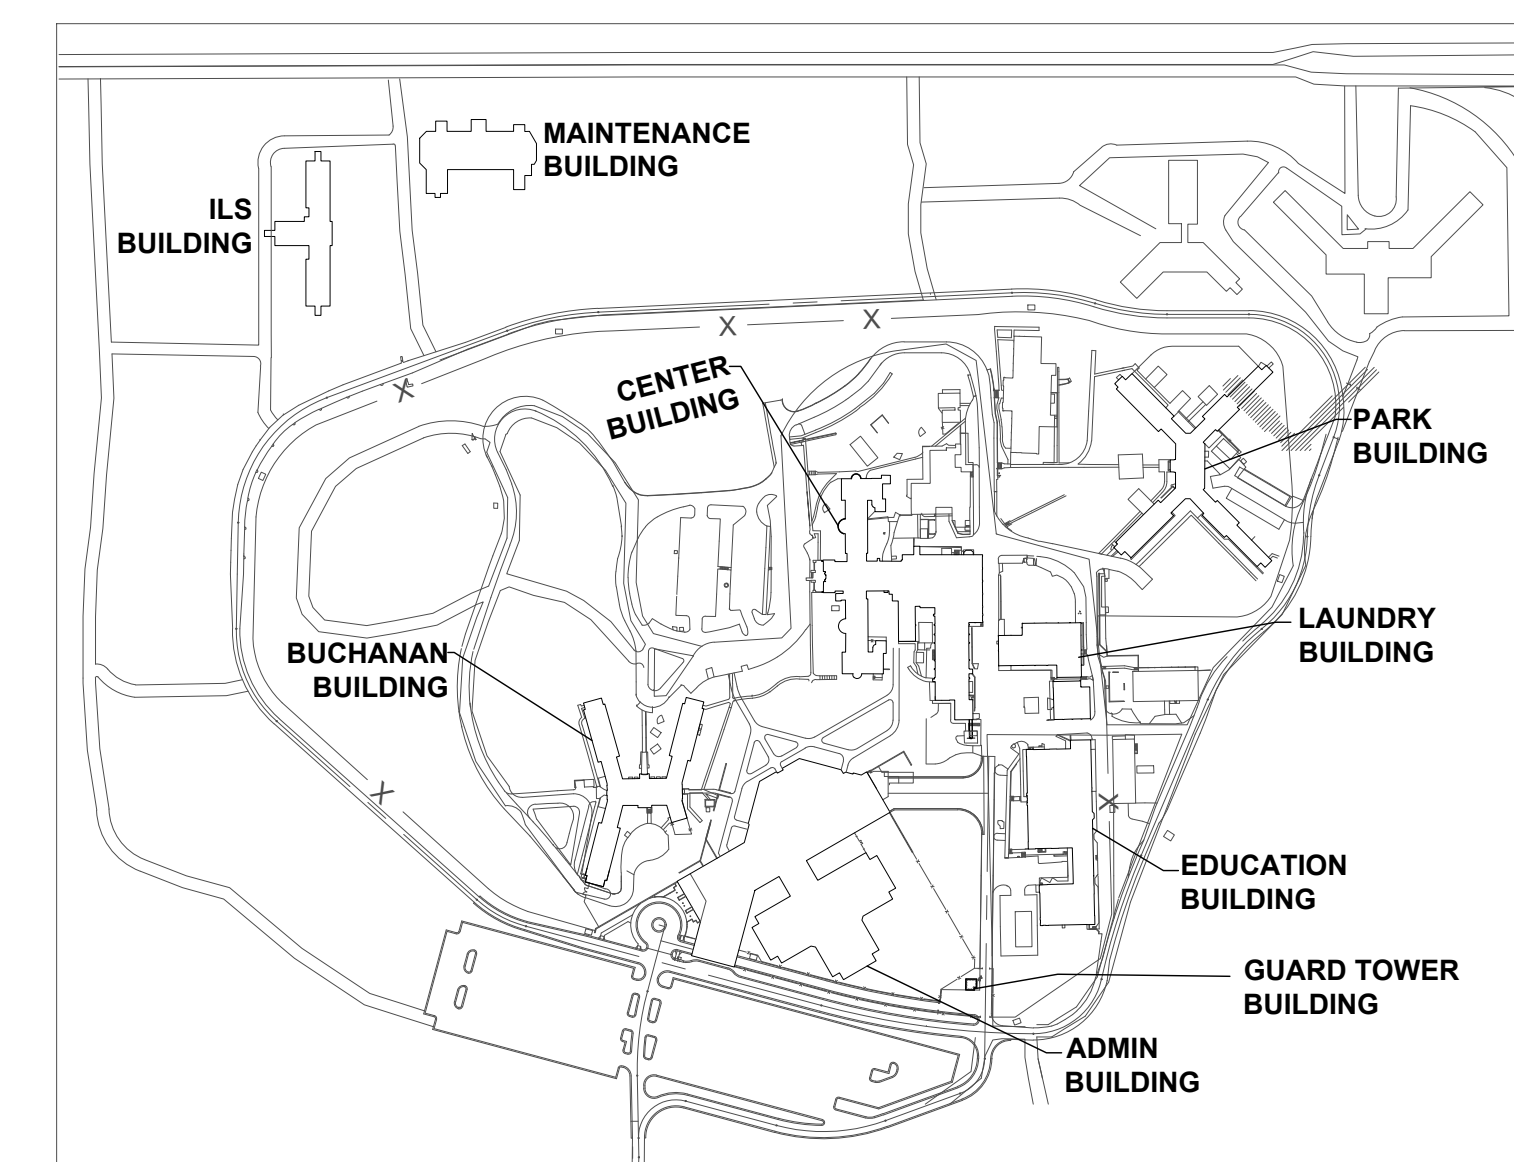 MAINTENANCE
BUILDING
ILS
BUILDING
X
X
X
CENTER
BUILDING
PARK
BUILDING
LAUNDRY
BUILDING
BUCHANAN
BUILDING
X
X
EDUCATION
BUILDING
GUARD TOWER
BUILDING
ADMIN
BUILDING